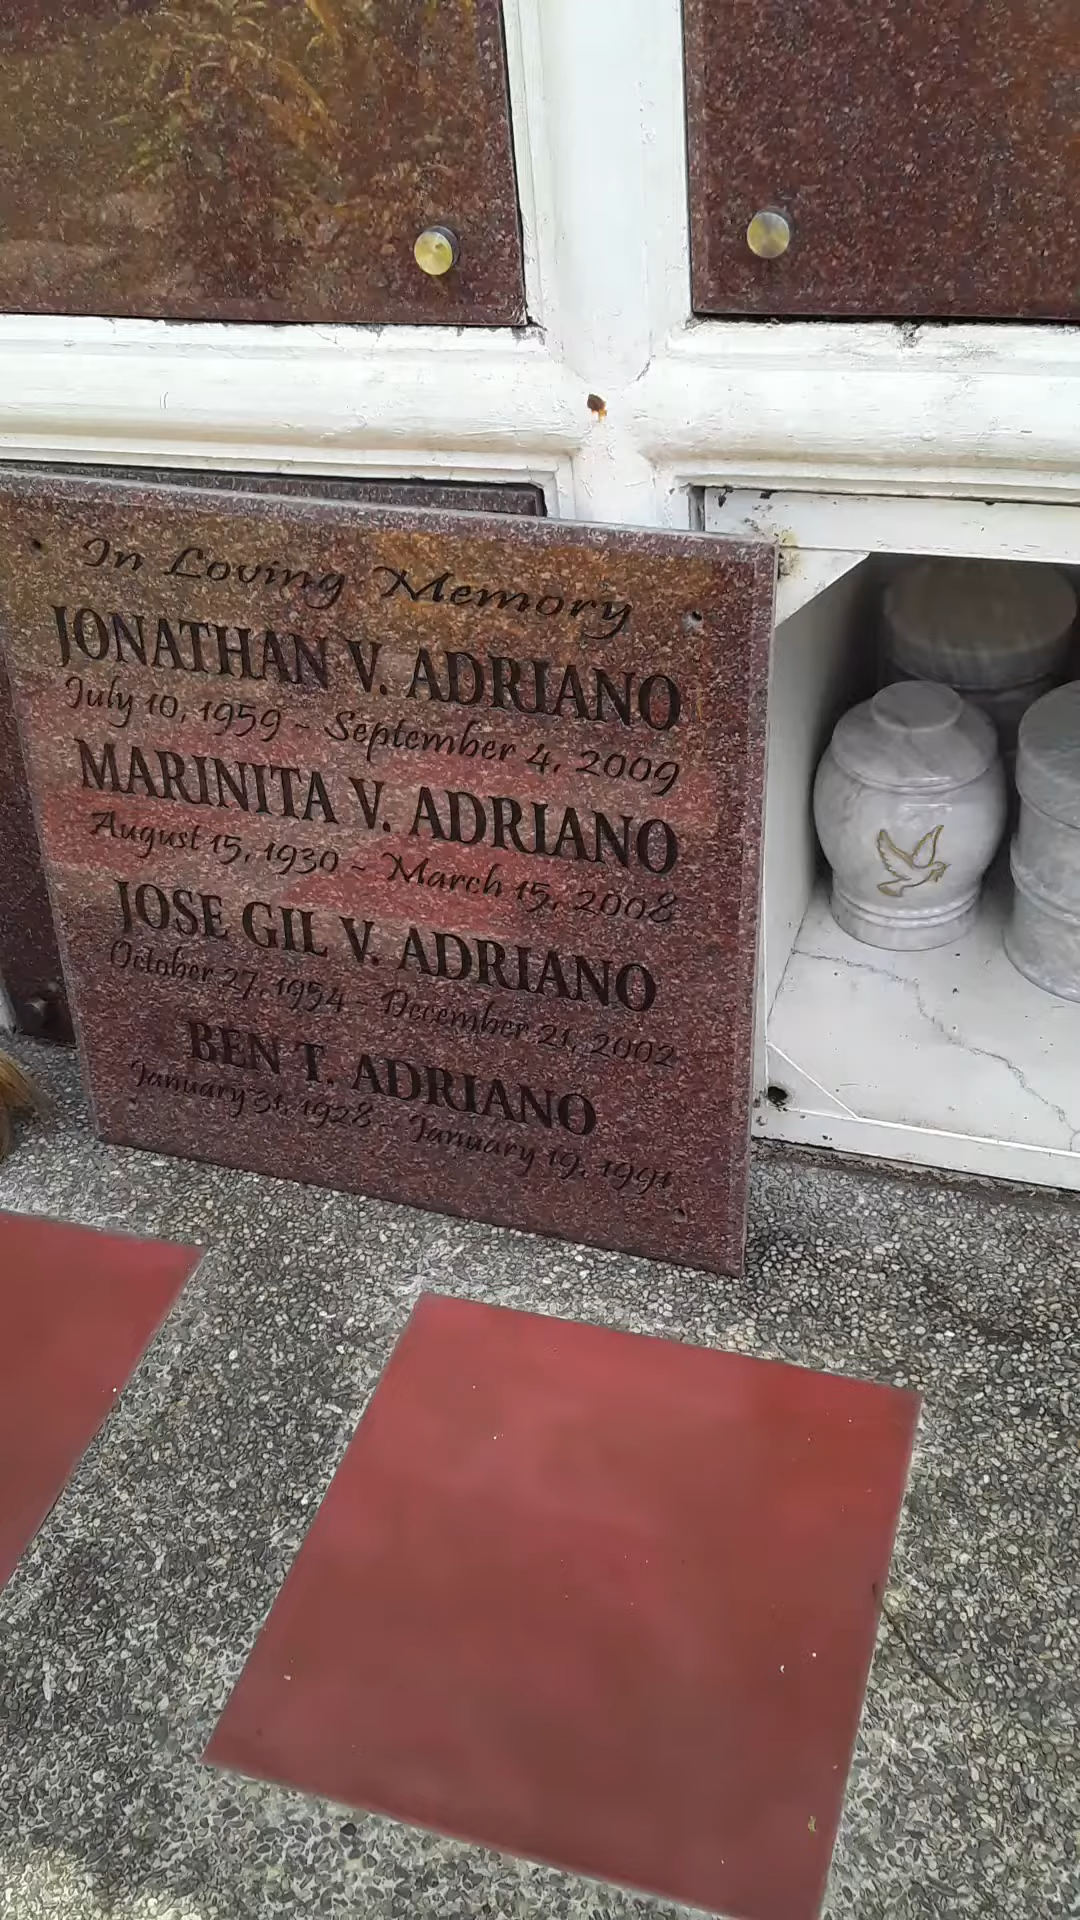 In Loving Memory
JONATHAN V. ADRIANO
July 10, 1959 - September 4, 2009
MARINITA V. ADRIANO
August 15, 1930 - March 15, 2008
JOSE GIL V. ADRIANO
October 27, 1954 - December 21, 2002
BEN T. ADRIANO
January 31, 1928 - January 19, 1991